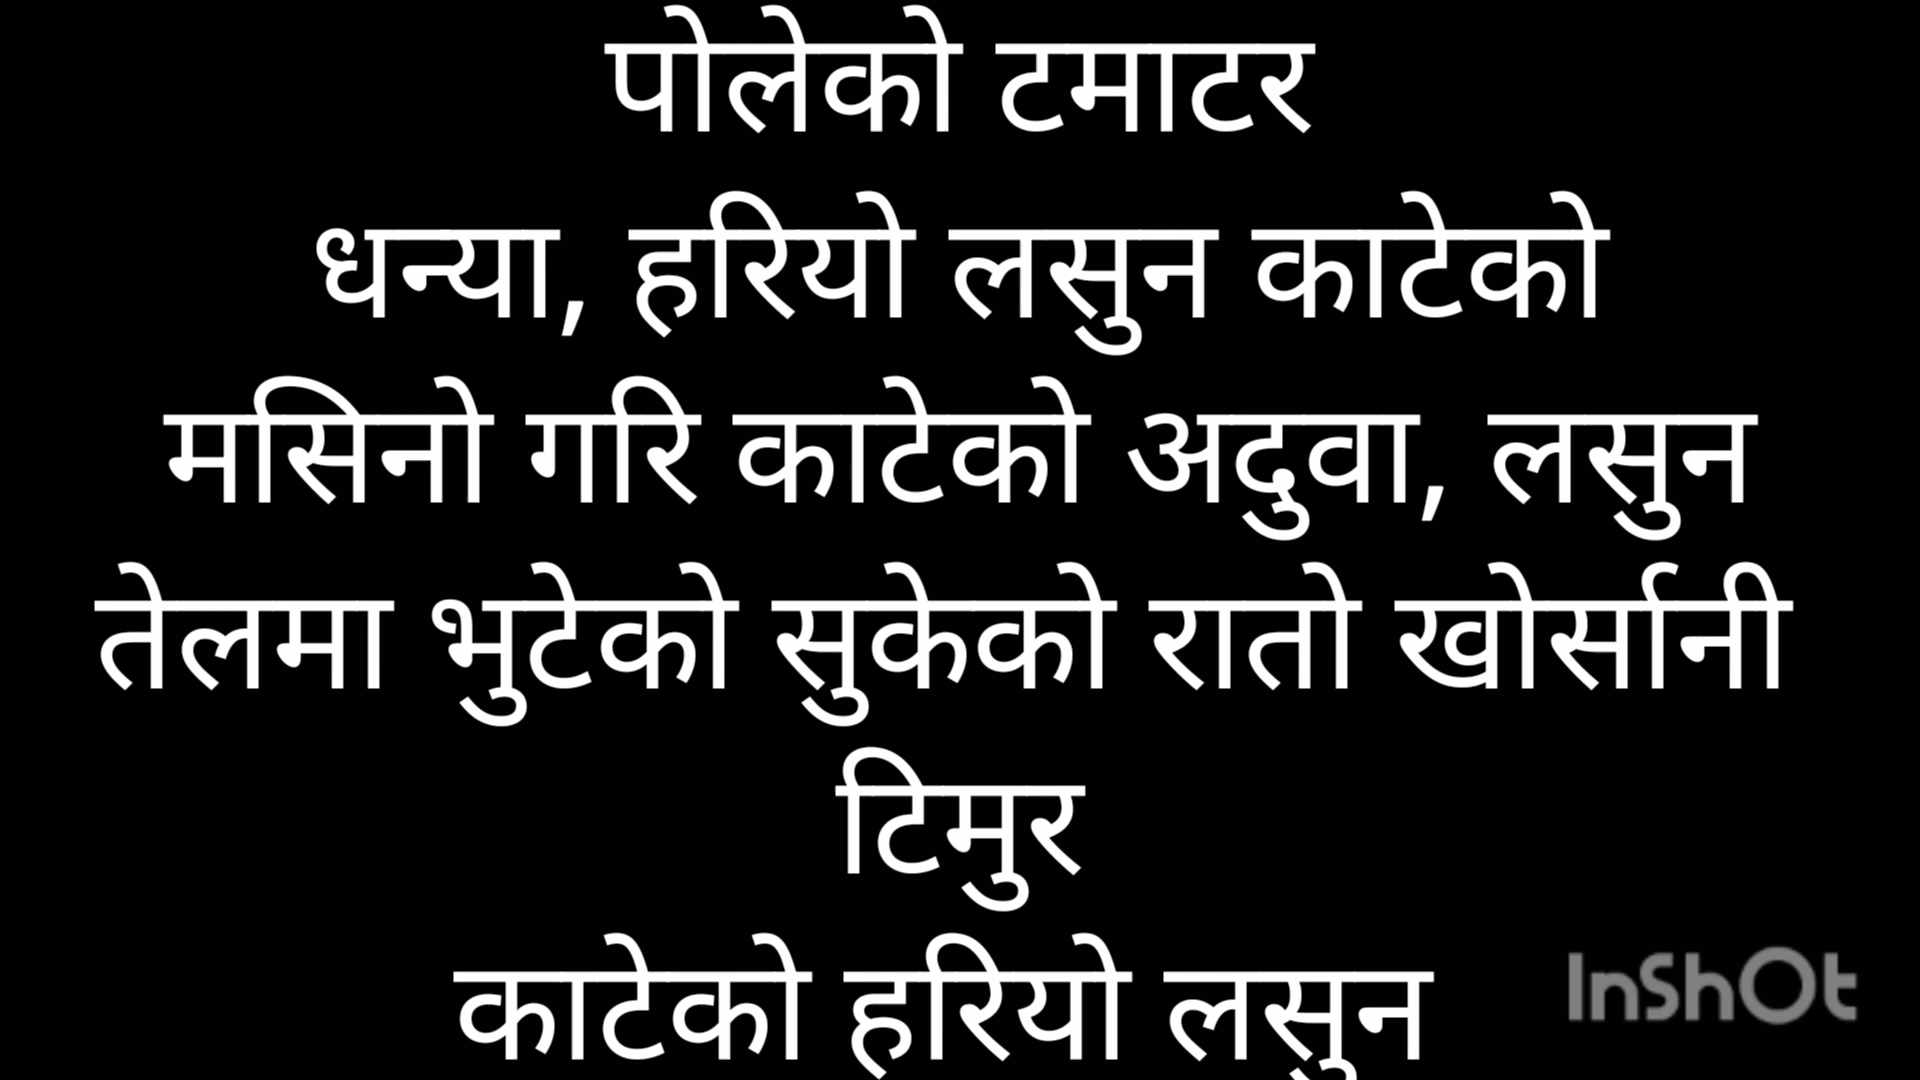 पोलेको टमाटर
धन्या, हरियो लसुन काटेको
मसिनो गरि काटेको अदुवा, लसुन
तेलमा भुटेको सुकेको रातो खोर्सानी
टिमुर
काटेको हरियो लसुन
InShOt